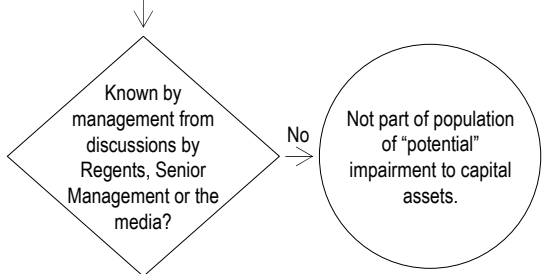 Known by
management from
discussions by
Regents, Senior
Management or the
media?
No
Not part of population
of “potential”
impairment to capital
assets.